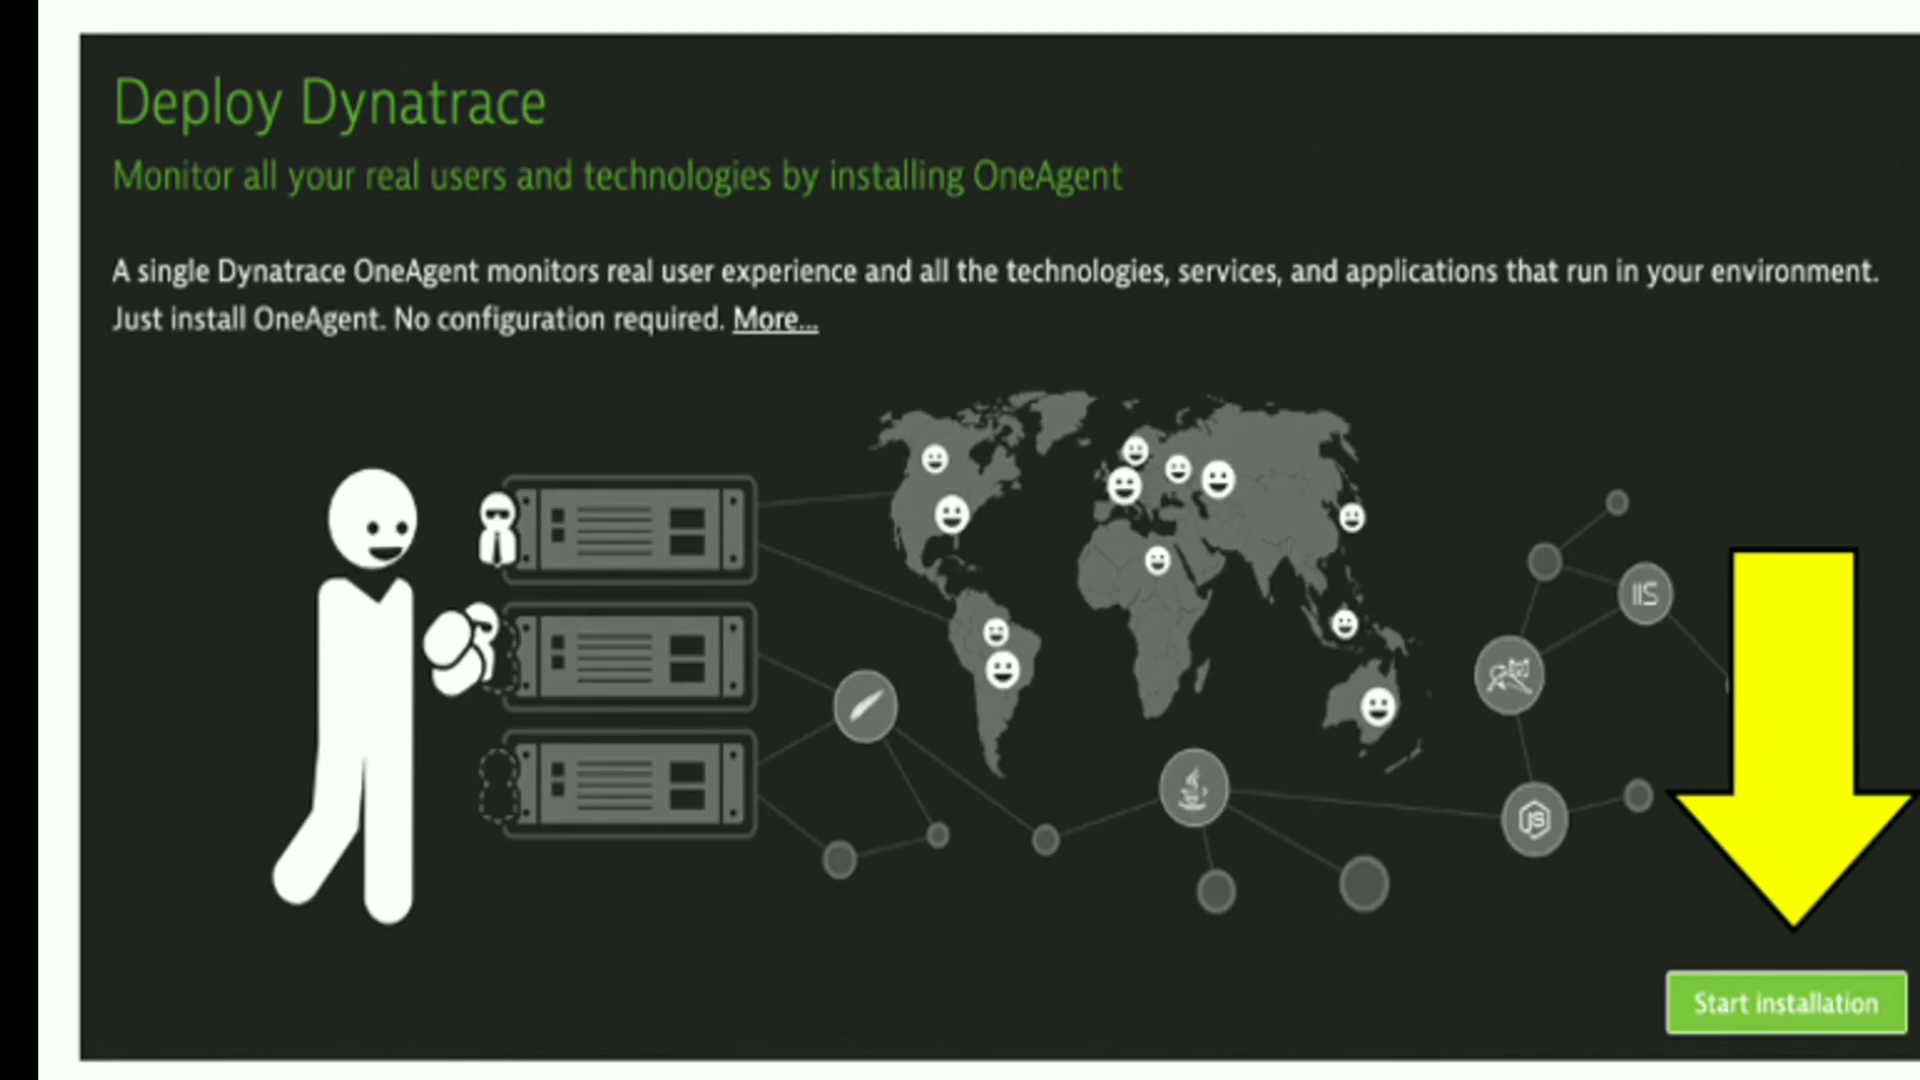 Deploy Dynatrace
Monitor all your real users and technologies by installing OneAgent
A single Dynatrace OneAgent monitors real user experience and all the technologies, services, and applications that run in your environment.
Just install OneAgent. No configuration required. More...
IIS
JS
Start installation